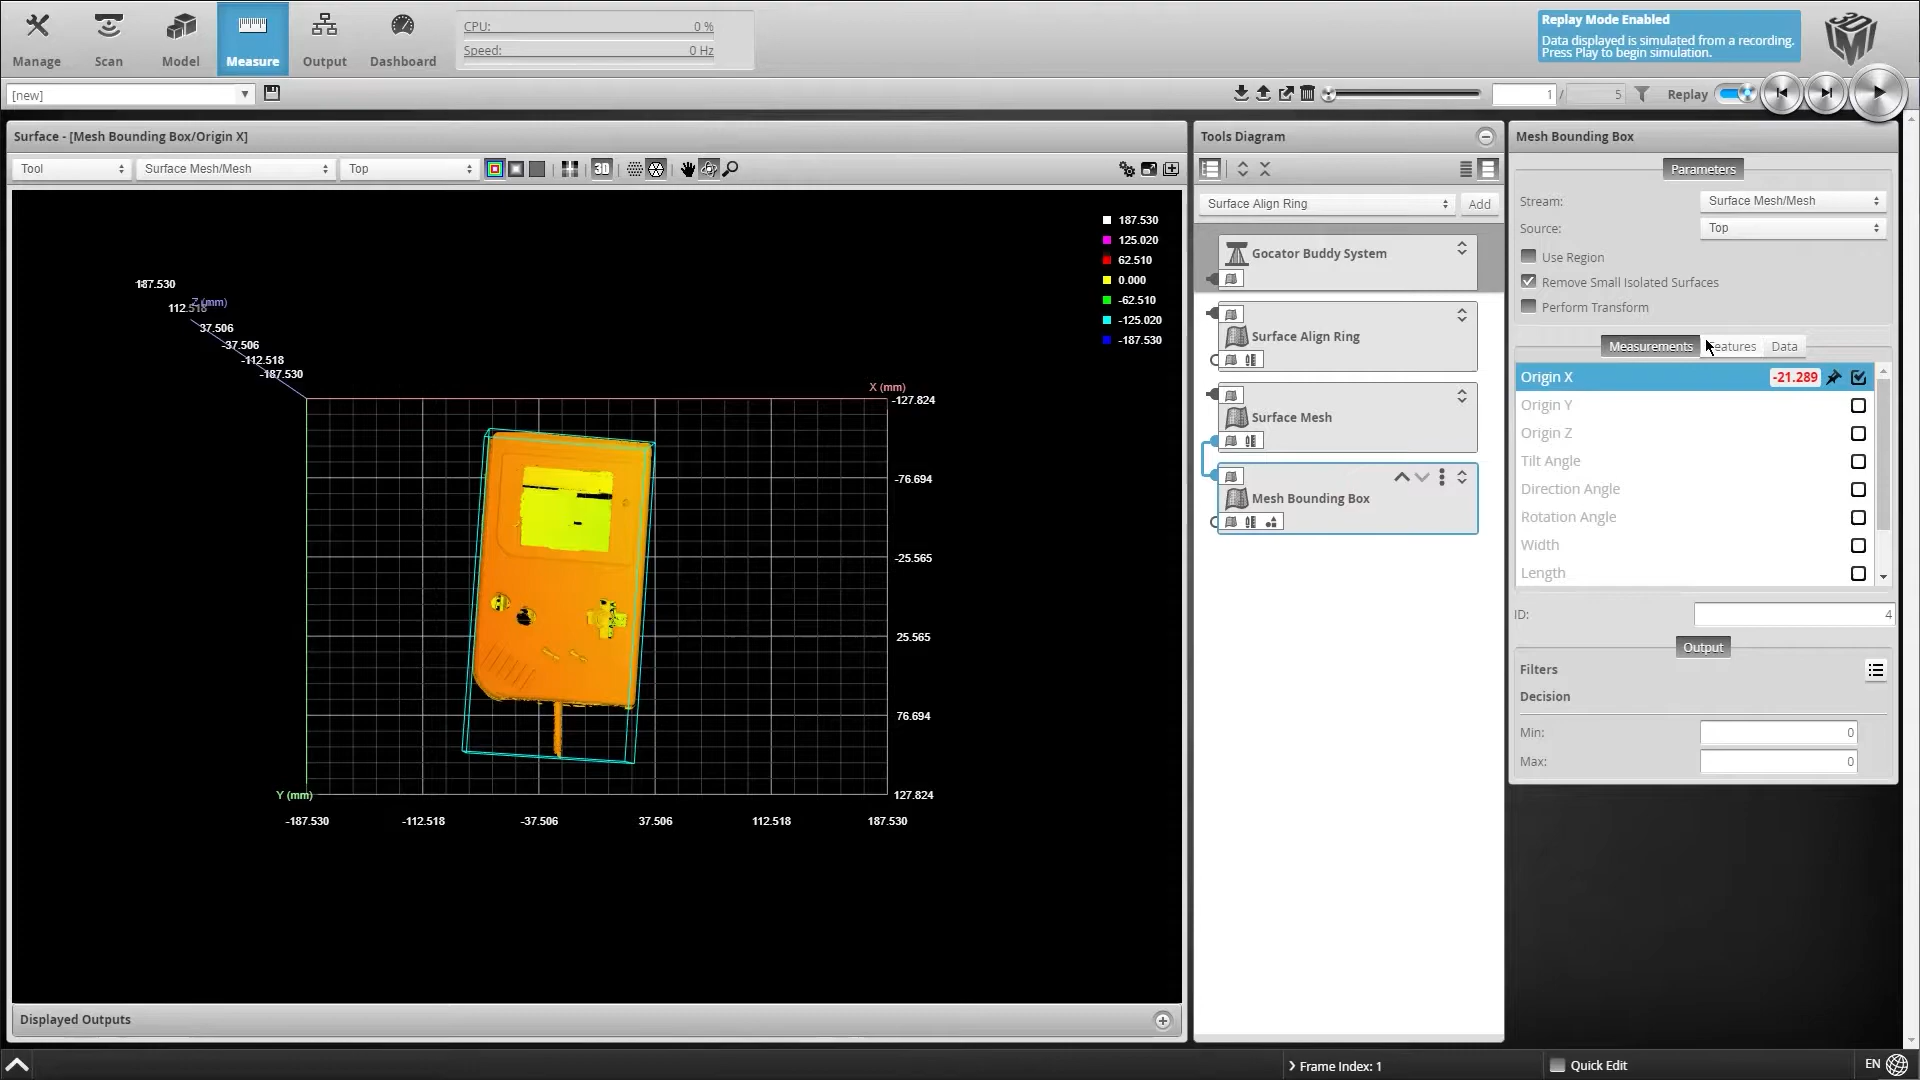 Manage
Scan
Model
Measure
Output
Dashboard
CPU: 0 %
Speed: 0 Hz
Replay Mode Enabled
Data displayed is simulated from a recording.
Press Play to begin simulation.
[new]
1 / 5
Replay
Surface - [Mesh Bounding Box/Origin X]
Tool
Surface Mesh/Mesh
Top
3D
187.530
125.020
62.510
0.000
-62.510
-125.020
-187.530
187.530
Z (mm)
112.518
37.506
-37.506
-112.518
-187.530
X (mm)
-127.824
-76.694
-25.565
25.565
76.694
127.824
Y (mm)
-187.530
-112.518
-37.506
37.506
112.518
187.530
Displayed Outputs
Tools Diagram
Surface Align Ring
Add
Gocator Buddy System
Surface Align Ring
Surface Mesh
Mesh Bounding Box
Mesh Bounding Box
Parameters
Stream: Surface Mesh/Mesh
Source: Top
Use Region
Remove Small Isolated Surfaces
Perform Transform
Measurements
Features
Data
Origin X -21.289
Origin Y
Origin Z
Tilt Angle
Direction Angle
Rotation Angle
Width
Length
ID: 4
Output
Filters
Decision
Min: 0
Max: 0
Frame Index: 1
Quick Edit
EN